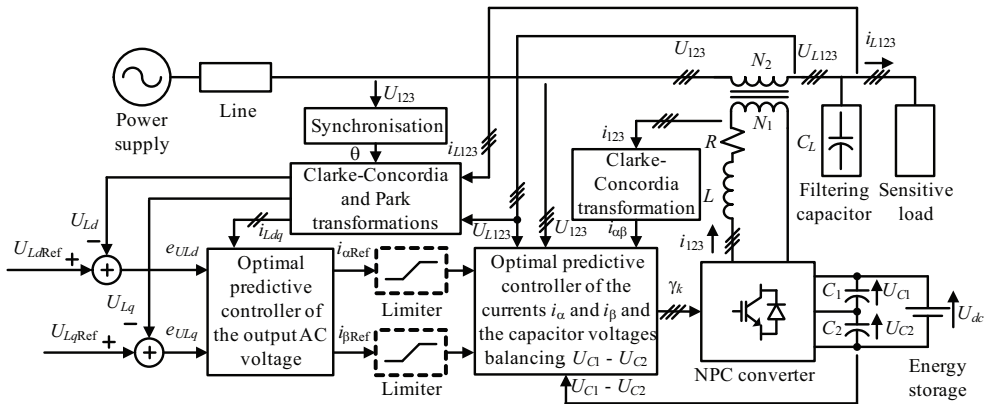 U123
N2
UL123
iL123
Power
supply
Line
U123
Synchronisation
θ
iL123
Clarke-Concordia
and Park
transformations
i123
Clarke-
Concordia
transformation
R
N1
L
CL
Filtering
capacitor
Sensitive
load
ULd
iLdq
UL123
U123
iαβ
i123
ULdRef
+
−
eULd
Optimal
predictive
controller of
the output AC
voltage
iαRef
Limiter
Optimal predictive
controller of the
currents iα and iβ and
the capacitor voltages
balancing UC1 - UC2
γk
C1
UC1
C2
UC2
Udc
ULq
ULqRef
+
−
eULq
iβRef
Limiter
UC1 - UC2
NPC converter
Energy
storage